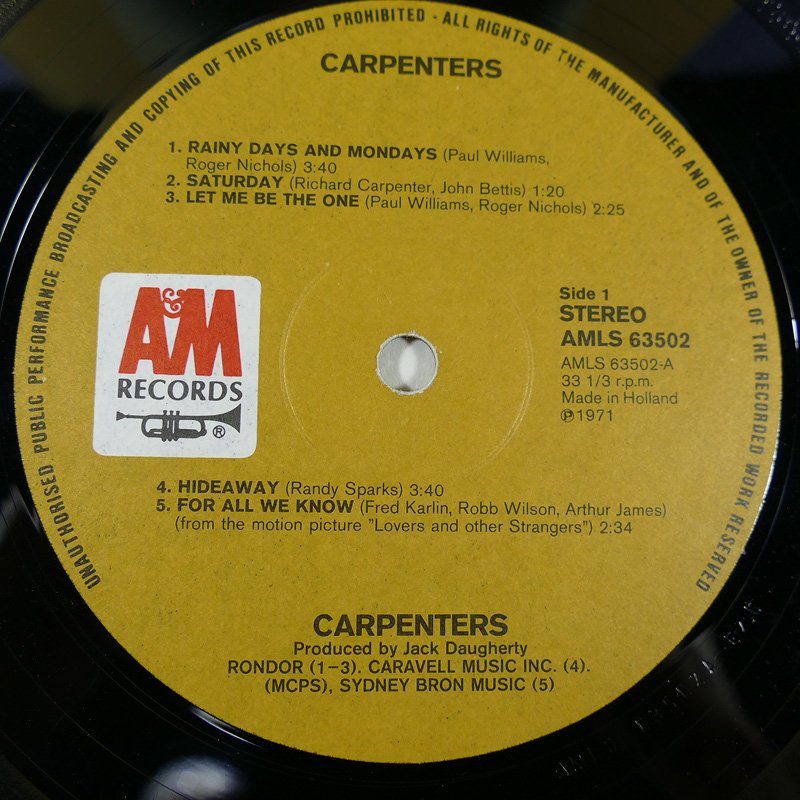 UNAUTHORISED PUBLIC PERFORMANCE BROADCASTING AND COPYING OF THIS RECORD PROHIBITED - ALL RIGHTS OF THE MANUFACTURER AND OF THE OWNER OF THE RECORDED WORK RESERVED
CARPENTERS
1. RAINY DAYS AND MONDAYS (Paul Williams,
Roger Nichols) 3:40
2. SATURDAY (Richard Carpenter, John Bettis) 1:20
3. LET ME BE THE ONE (Paul Williams, Roger Nichols) 2:25
A&M
RECORDS
®
Side 1
STEREO
AMLS 63502
AMLS 63502-A
33 1/3 r.p.m.
Made in Holland
℗1971
4. HIDEAWAY (Randy Sparks) 3:40
5. FOR ALL WE KNOW (Fred Karlin, Robb Wilson, Arthur James)
(from the motion picture "Lovers and other Strangers") 2:34
CARPENTERS
Produced by Jack Daugherty
RONDOR (1-3). CARAVELL MUSIC INC. (4).
(MCPS), SYDNEY BRON MUSIC (5)